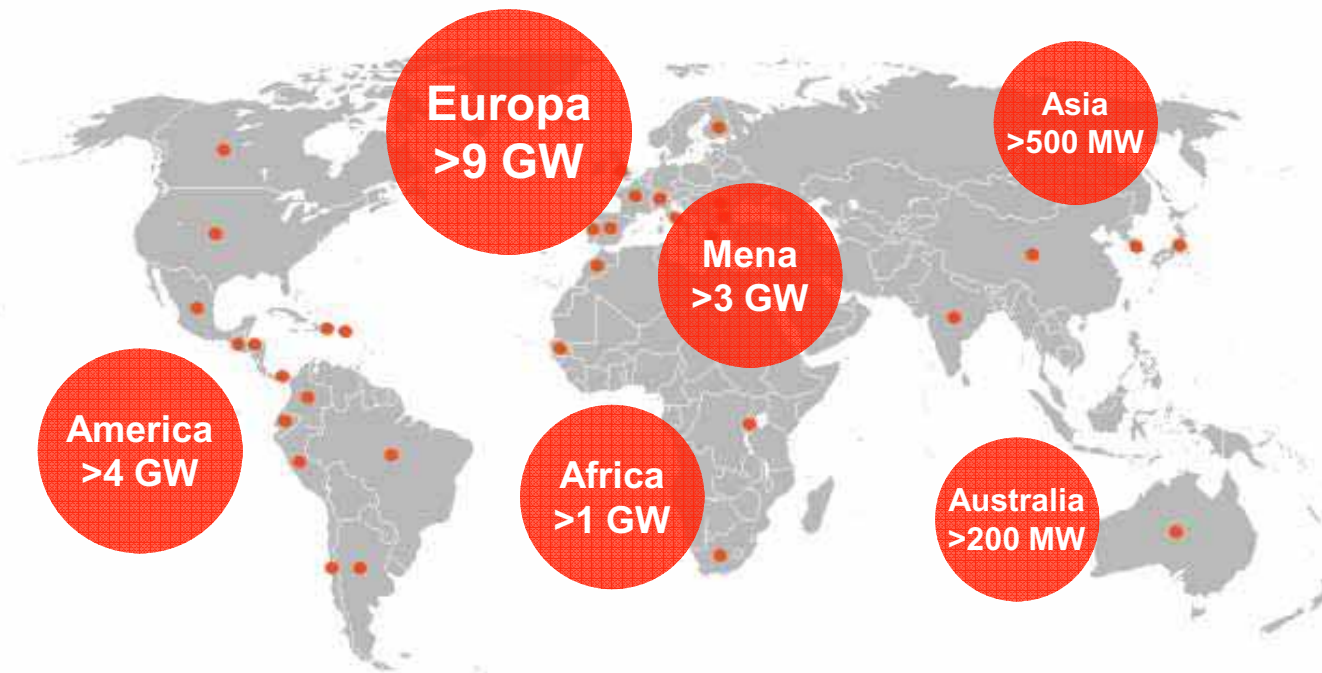 Europa
>9 GW
Asia
>500 MW
Mena
>3 GW
America
>4 GW
Africa
>1 GW
Australia
>200 MW